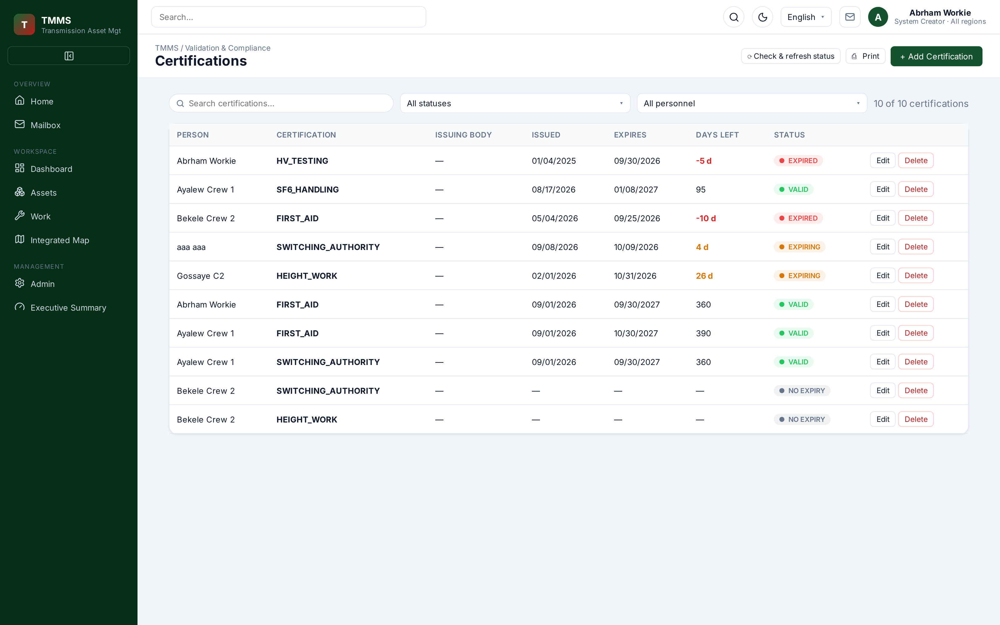 T
TMMS
Transmission Asset Mgt
OVERVIEW
Home
Mailbox
WORKSPACE
Dashboard
Assets
Work
Integrated Map
MANAGEMENT
Admin
Executive Summary
Search...
English
A
Abrham Workie
System Creator · All regions
TMMS / Validation & Compliance
Certifications
Check & refresh status
Print
+ Add Certification
Search certifications...
All statuses
All personnel
10 of 10 certifications
PERSON CERTIFICATION ISSUING BODY ISSUED EXPIRES DAYS LEFT STATUS
Abrham Workie HV_TESTING — 01/04/2025 09/30/2026 -5 d EXPIRED Edit Delete
Ayalew Crew 1 SF6_HANDLING — 08/17/2026 01/08/2027 95 VALID Edit Delete
Bekele Crew 2 FIRST_AID — 05/04/2026 09/25/2026 -10 d EXPIRED Edit Delete
aaa aaa SWITCHING_AUTHORITY — 09/08/2026 10/09/2026 4 d EXPIRING Edit Delete
Gossaye C2 HEIGHT_WORK — 02/01/2026 10/31/2026 26 d EXPIRING Edit Delete
Abrham Workie FIRST_AID — 09/01/2026 09/30/2027 360 VALID Edit Delete
Ayalew Crew 1 FIRST_AID — 09/01/2026 10/30/2027 390 VALID Edit Delete
Ayalew Crew 1 SWITCHING_AUTHORITY — 09/01/2026 09/30/2027 360 VALID Edit Delete
Bekele Crew 2 SWITCHING_AUTHORITY — — — — NO EXPIRY Edit Delete
Bekele Crew 2 HEIGHT_WORK — — — — NO EXPIRY Edit Delete